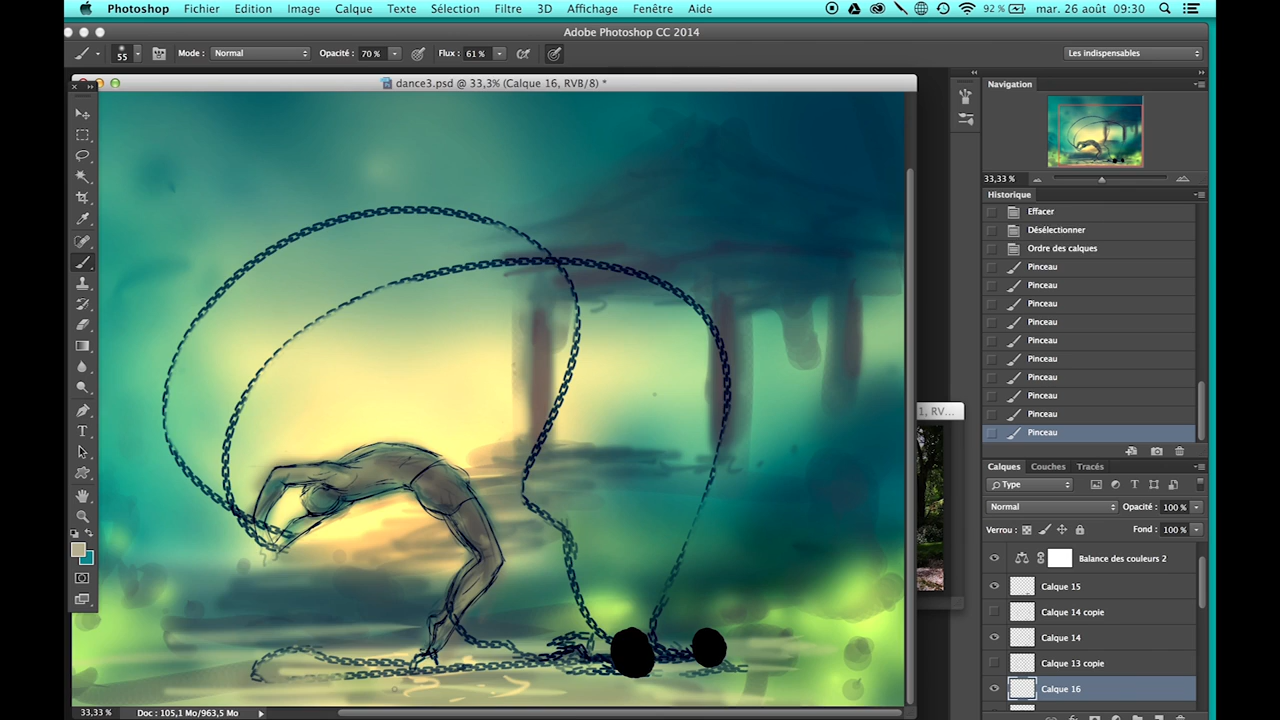 Photoshop Fichier Edition Image Calque Texte Sélection Filtre 3D Affichage Fenêtre Aide 92 % mar. 26 août 09:30
Adobe Photoshop CC 2014
55 Mode : Normal Opacité : 70 % Flux : 61 % Les indispensables
dance3.psd @ 33,3% (Calque 16, RVB/8) *
Navigation
33,33 %
Historique
Effacer
Désélectionner
Ordre des calques
Pinceau
Pinceau
Pinceau
Pinceau
Pinceau
Pinceau
Pinceau
Pinceau
Pinceau
Pinceau
1, RV...
Calques Couches Tracés
Type
Normal Opacité : 100 %
Verrou : Fond : 100 %
Balance des couleurs 2
Calque 15
Calque 14 copie
Calque 14
Calque 13 copie
Calque 16
33,33 % Doc : 105,1 Mo/963,5 Mo